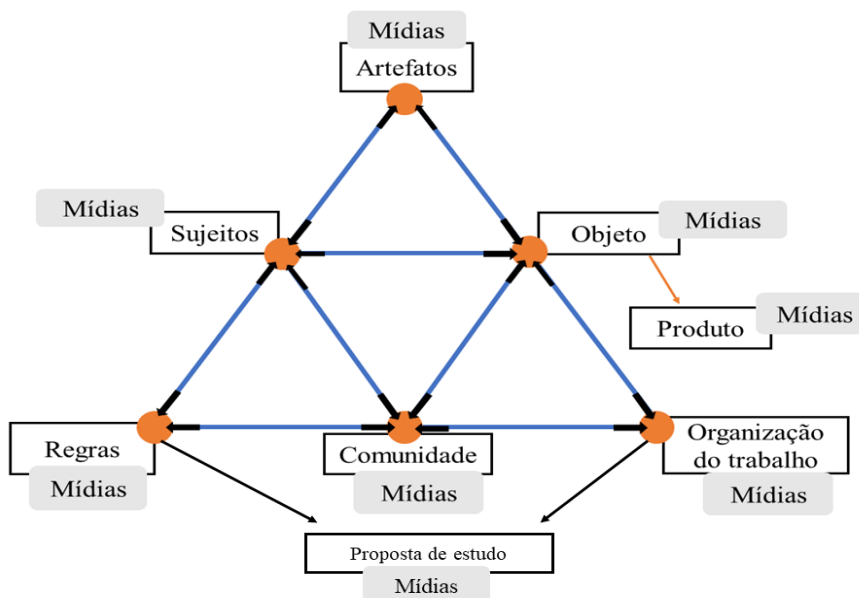 Mídias
Artefatos
Mídias
Sujeitos
Objeto
Mídias
Produto
Mídias
Regras
Mídias
Comunidade
Mídias
Organização
do trabalho
Mídias
Proposta de estudo
Mídias